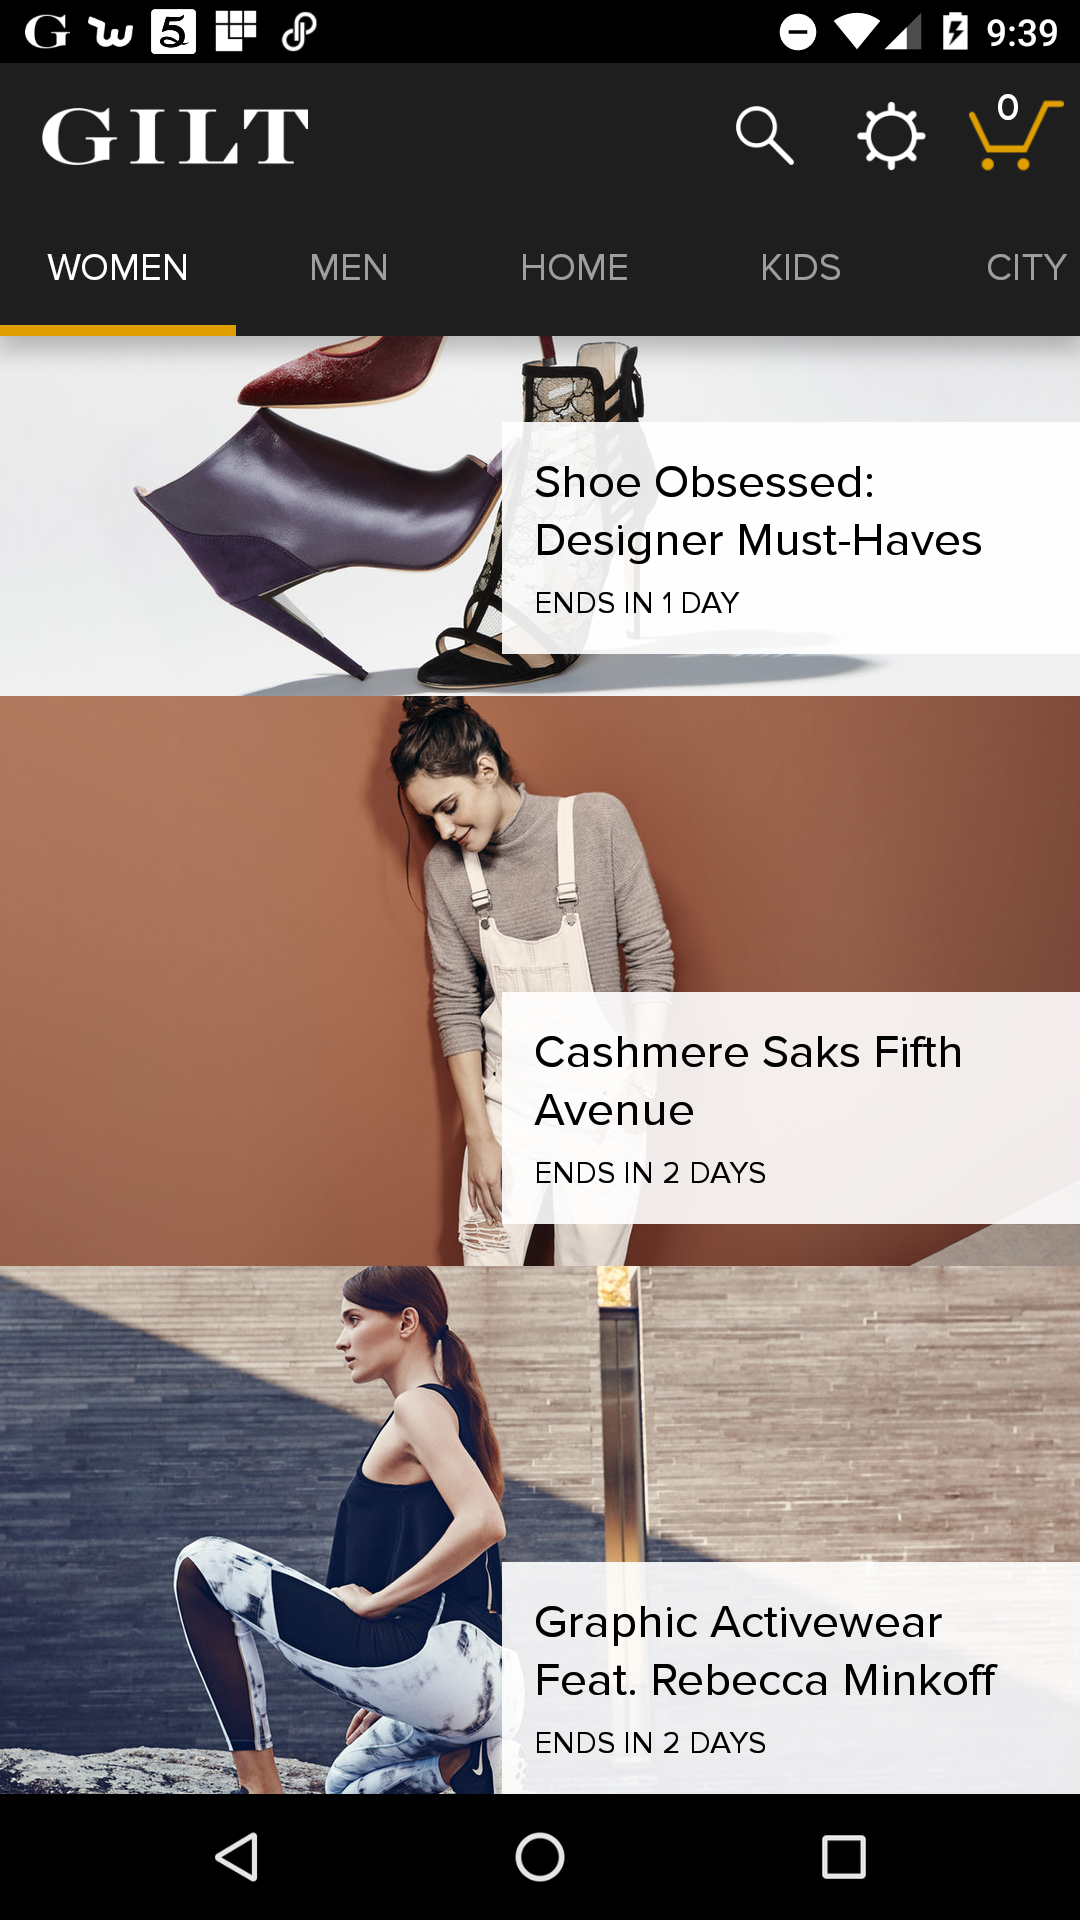 9:39
GILT
0
WOMEN MEN HOME KIDS CITY
Shoe Obsessed:
Designer Must-Haves
ENDS IN 1 DAY
Cashmere Saks Fifth
Avenue
ENDS IN 2 DAYS
Graphic Activewear
Feat. Rebecca Minkoff
ENDS IN 2 DAYS